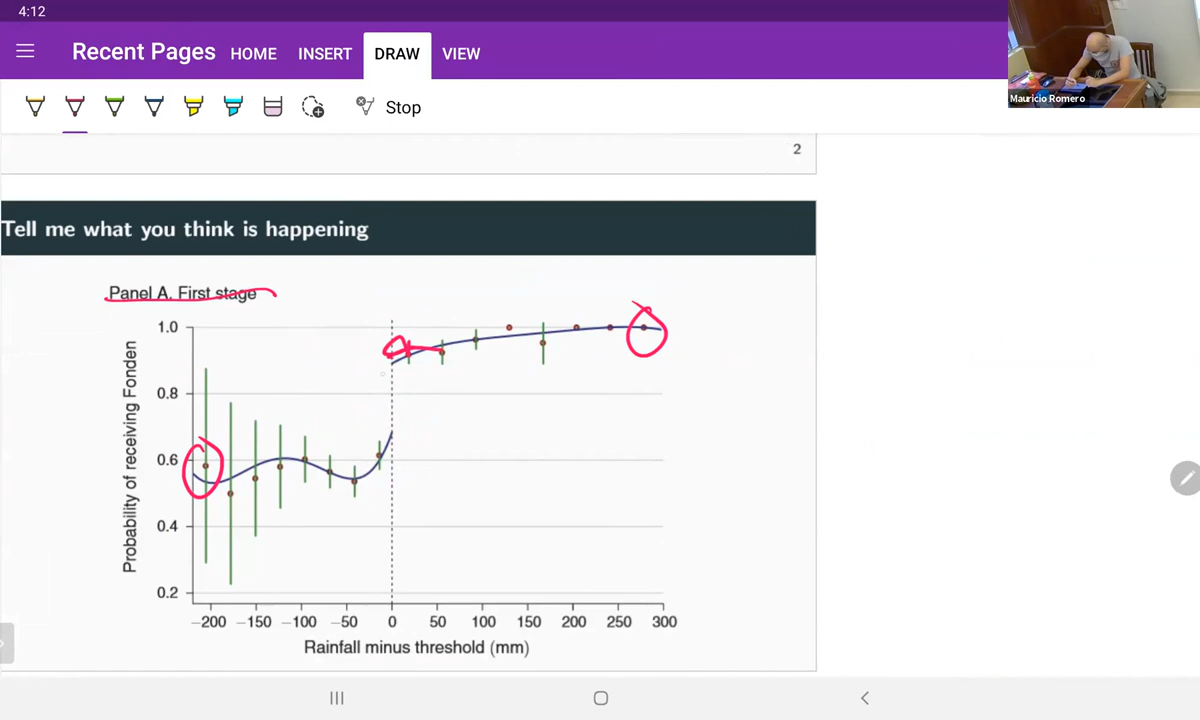 4:12
Recent Pages HOME INSERT DRAW VIEW
Mauricio Romero
Stop
2
Tell me what you think is happening
Panel A. First stage
Probability of receiving Fonden
1.0
0.8
0.6
0.4
0.2
−200 −150 −100 −50 0 50 100 150 200 250 300
Rainfall minus threshold (mm)